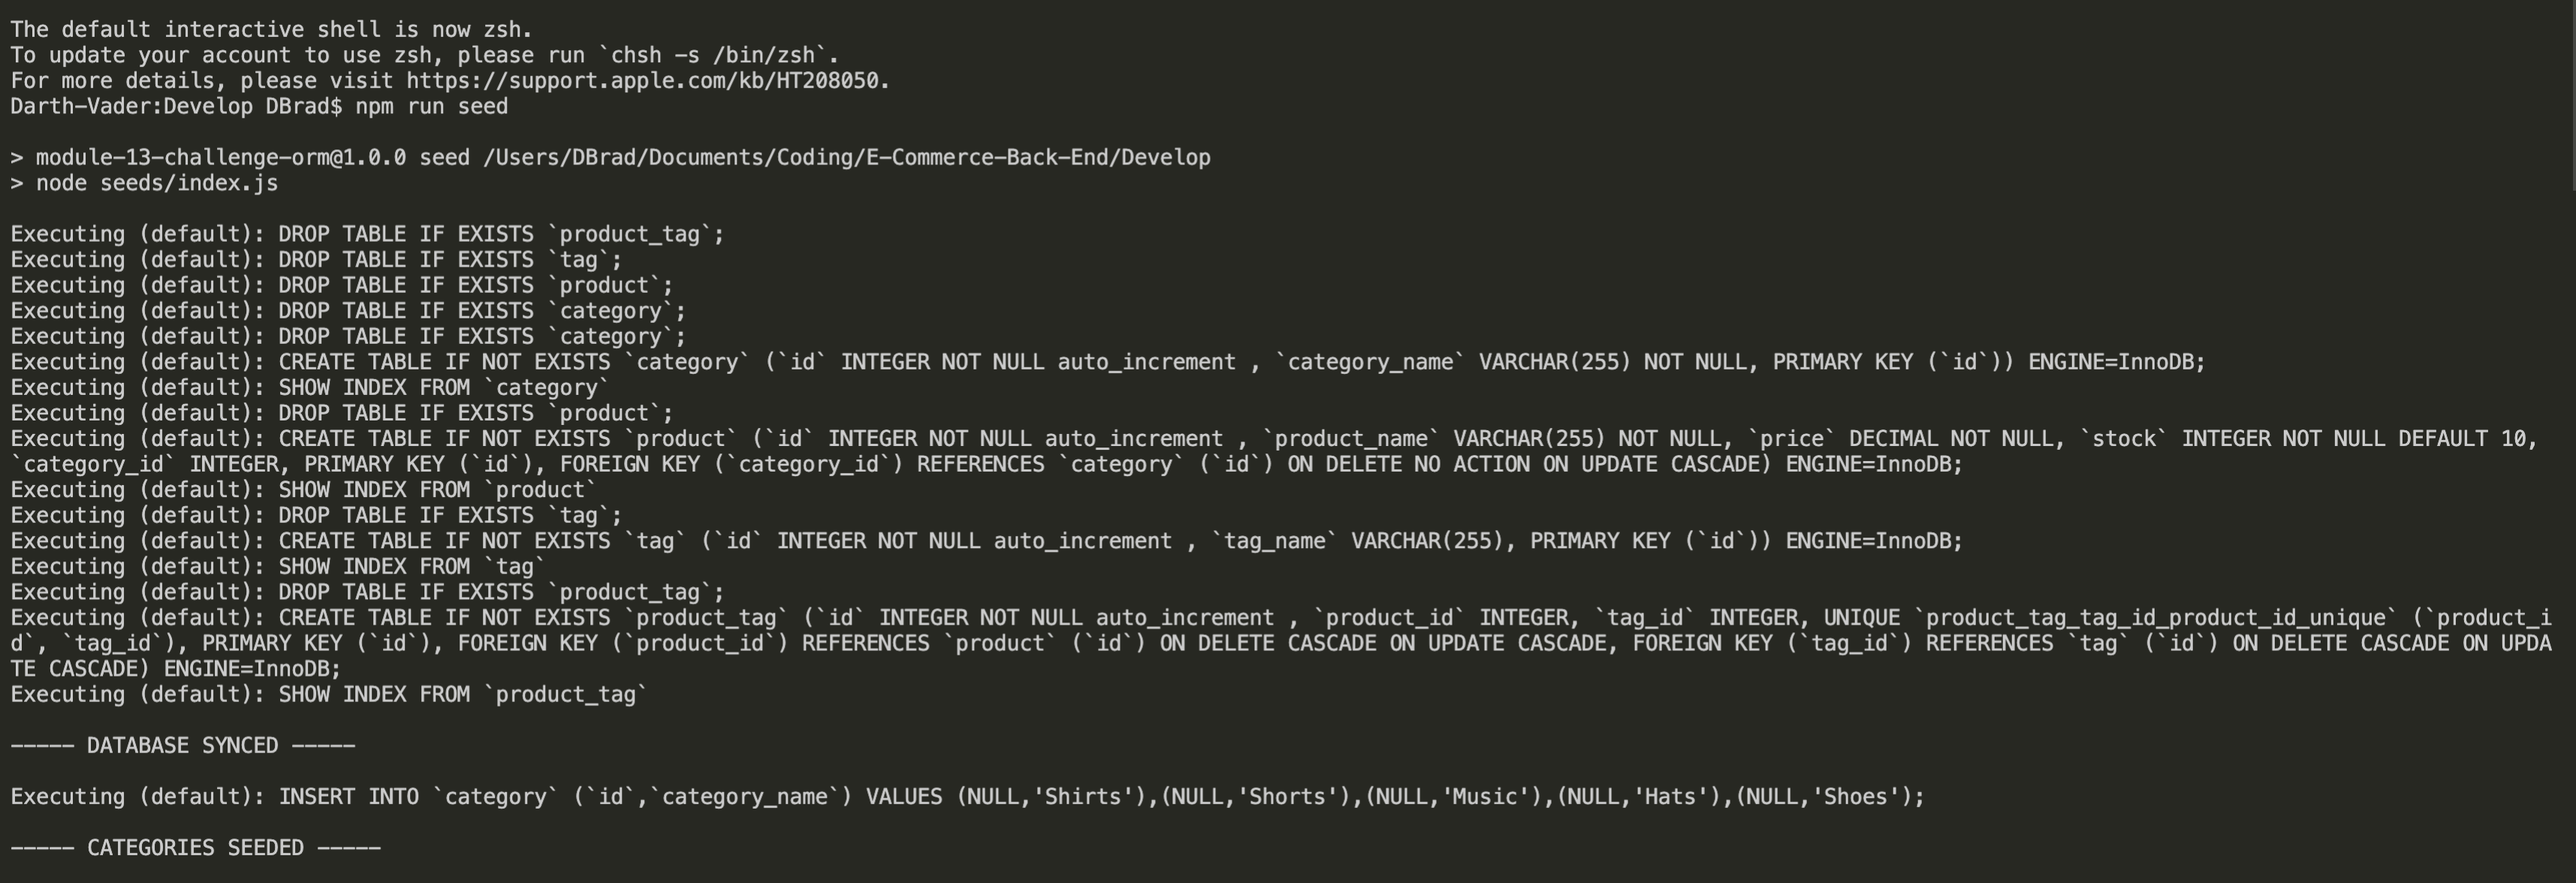 The default interactive shell is now zsh.
To update your account to use zsh, please run `chsh -s /bin/zsh`.
For more details, please visit https://support.apple.com/kb/HT208050.
Darth-Vader:Develop DBrad$ npm run seed
> module-13-challenge-orm@1.0.0 seed /Users/DBrad/Documents/Coding/E-Commerce-Back-End/Develop
> node seeds/index.js
Executing (default): DROP TABLE IF EXISTS `product_tag`;
Executing (default): DROP TABLE IF EXISTS `tag`;
Executing (default): DROP TABLE IF EXISTS `product`;
Executing (default): DROP TABLE IF EXISTS `category`;
Executing (default): DROP TABLE IF EXISTS `category`;
Executing (default): CREATE TABLE IF NOT EXISTS `category` (`id` INTEGER NOT NULL auto_increment , `category_name` VARCHAR(255) NOT NULL, PRIMARY KEY (`id`)) ENGINE=InnoDB;
Executing (default): SHOW INDEX FROM `category`
Executing (default): DROP TABLE IF EXISTS `product`;
Executing (default): CREATE TABLE IF NOT EXISTS `product` (`id` INTEGER NOT NULL auto_increment , `product_name` VARCHAR(255) NOT NULL, `price` DECIMAL NOT NULL, `stock` INTEGER NOT NULL DEFAULT 10,
`category_id` INTEGER, PRIMARY KEY (`id`), FOREIGN KEY (`category_id`) REFERENCES `category` (`id`) ON DELETE NO ACTION ON UPDATE CASCADE) ENGINE=InnoDB;
Executing (default): SHOW INDEX FROM `product`
Executing (default): DROP TABLE IF EXISTS `tag`;
Executing (default): CREATE TABLE IF NOT EXISTS `tag` (`id` INTEGER NOT NULL auto_increment , `tag_name` VARCHAR(255), PRIMARY KEY (`id`)) ENGINE=InnoDB;
Executing (default): SHOW INDEX FROM `tag`
Executing (default): DROP TABLE IF EXISTS `product_tag`;
Executing (default): CREATE TABLE IF NOT EXISTS `product_tag` (`id` INTEGER NOT NULL auto_increment , `product_id` INTEGER, `tag_id` INTEGER, UNIQUE `product_tag_tag_id_product_id_unique` (`product_i
d`, `tag_id`), PRIMARY KEY (`id`), FOREIGN KEY (`product_id`) REFERENCES `product` (`id`) ON DELETE CASCADE ON UPDATE CASCADE, FOREIGN KEY (`tag_id`) REFERENCES `tag` (`id`) ON DELETE CASCADE ON UPDA
TE CASCADE) ENGINE=InnoDB;
Executing (default): SHOW INDEX FROM `product_tag`
----- DATABASE SYNCED -----
Executing (default): INSERT INTO `category` (`id`,`category_name`) VALUES (NULL,'Shirts'),(NULL,'Shorts'),(NULL,'Music'),(NULL,'Hats'),(NULL,'Shoes');
----- CATEGORIES SEEDED -----